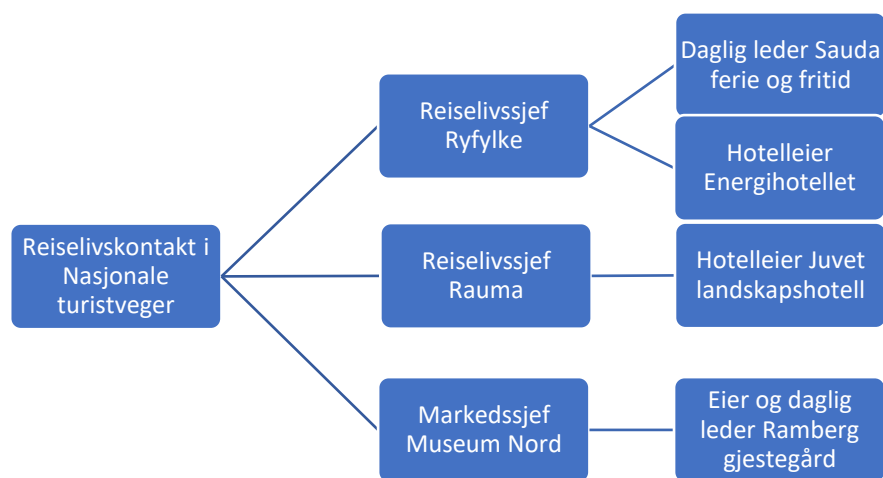 Reiselivskontakt i
Nasjonale
turistveger
Reiselivssjef
Ryfylke
Daglig leder Sauda
ferie og fritid
Hotelleier
Energihotellet
Reiselivssjef
Rauma
Hotelleier Juvet
landskapshotell
Markedssjef
Museum Nord
Eier og daglig
leder Ramberg
gjestegård